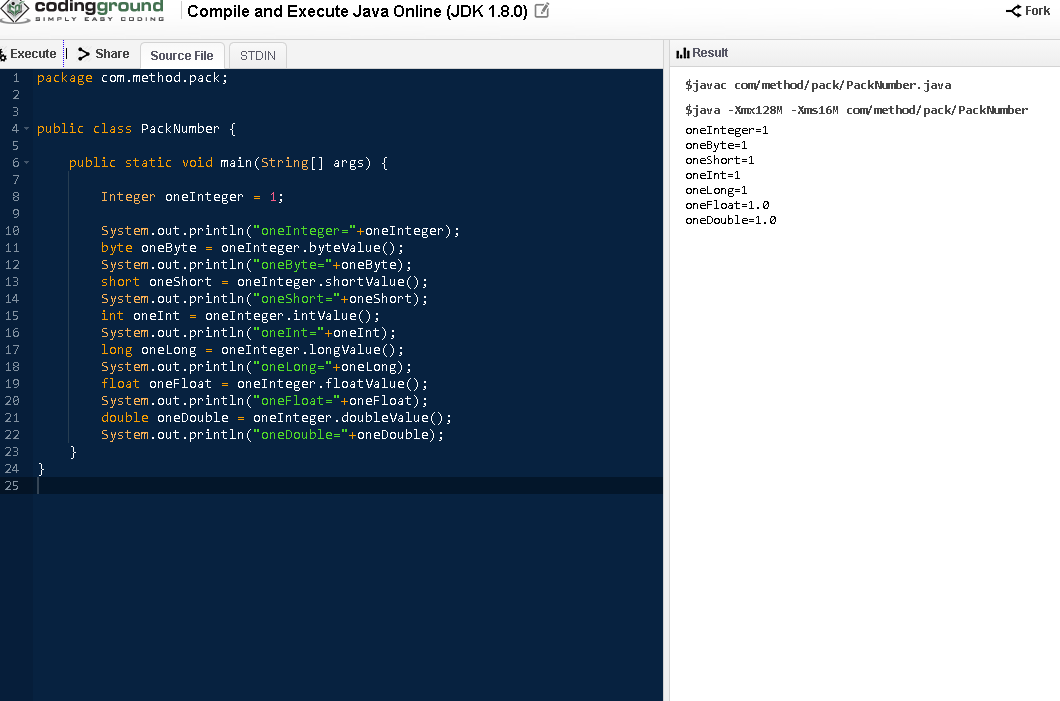 codingground
SIMPLY EASY CODING
Compile and Execute Java Online (JDK 1.8.0)
Fork
Execute | Share Source File STDIN
Result
1 package com.method.pack;
2
3
4 public class PackNumber {
5
6 public static void main(String[] args) {
7
8 Integer oneInteger = 1;
9
10 System.out.println("oneInteger="+oneInteger);
11 byte oneByte = oneInteger.byteValue();
12 System.out.println("oneByte="+oneByte);
13 short oneShort = oneInteger.shortValue();
14 System.out.println("oneShort="+oneShort);
15 int oneInt = oneInteger.intValue();
16 System.out.println("oneInt="+oneInt);
17 long oneLong = oneInteger.longValue();
18 System.out.println("oneLong="+oneLong);
19 float oneFloat = oneInteger.floatValue();
20 System.out.println("oneFloat="+oneFloat);
21 double oneDouble = oneInteger.doubleValue();
22 System.out.println("oneDouble="+oneDouble);
23 }
24 }
25
$javac com/method/pack/PackNumber.java
$java -Xmx128M -Xms16M com/method/pack/PackNumber
oneInteger=1
oneByte=1
oneShort=1
oneInt=1
oneLong=1
oneFloat=1.0
oneDouble=1.0